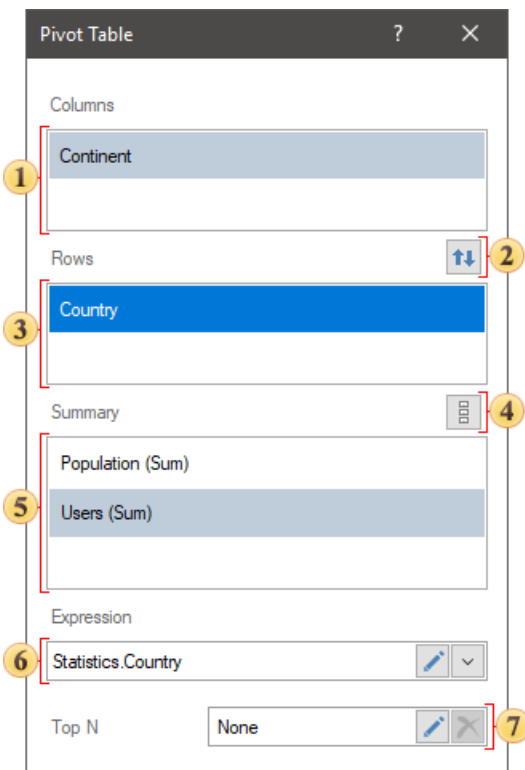 Pivot Table ?
Columns
1
Continent
Rows
2
3
Country
Summary
4
Population (Sum)
5
Users (Sum)
Expression
6
Statistics.Country
Top N
None
7